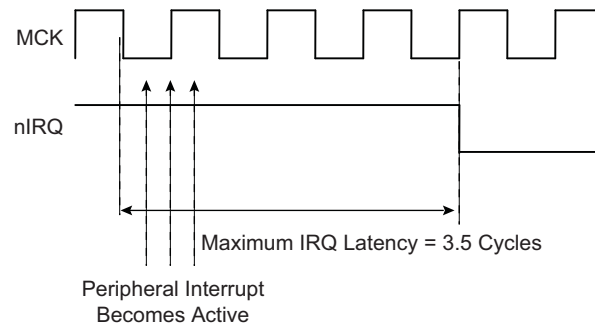 MCK
nIRQ
Maximum IRQ Latency = 3.5 Cycles
Peripheral Interrupt
Becomes Active